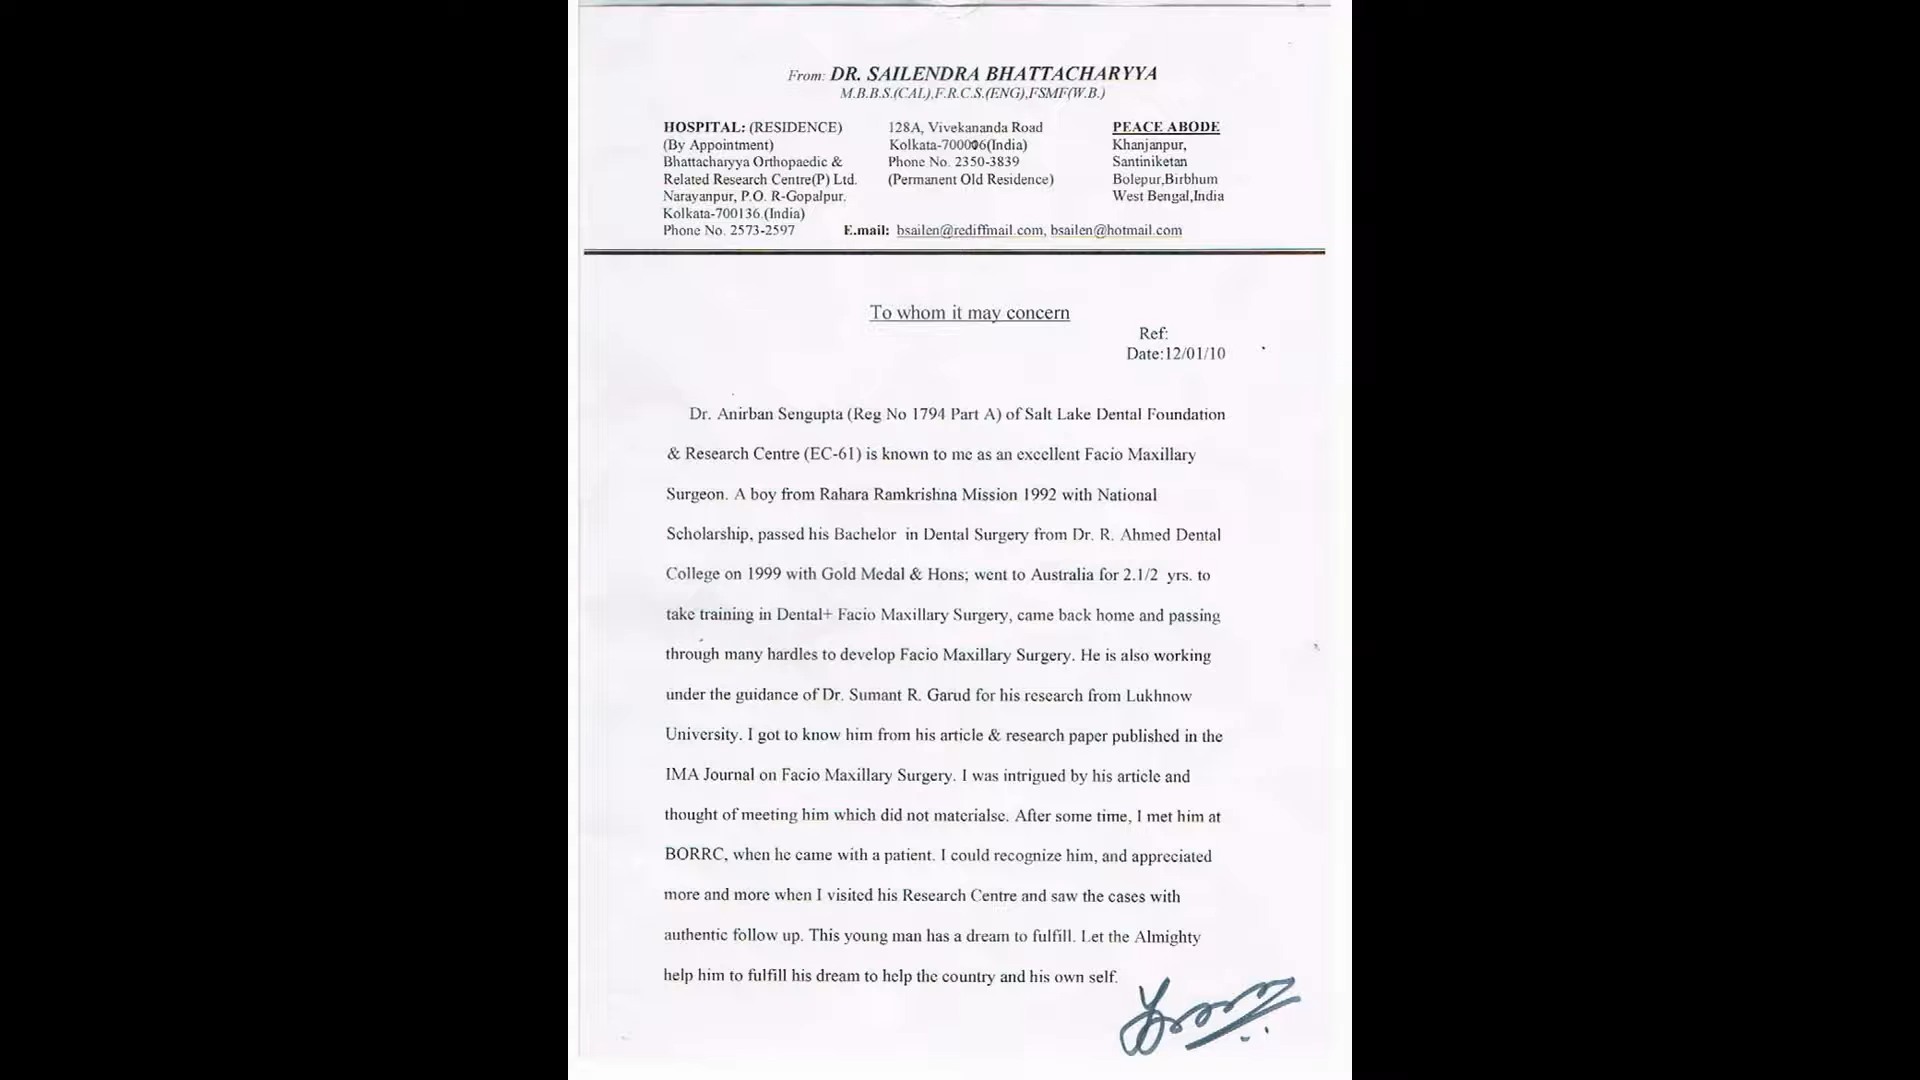 From: DR. SAILENDRA BHATTACHARYYA
M.B.B.S.(CAL),F.R.C.S.(ENG),FSMF(W.B.)
HOSPITAL: (RESIDENCE)
(By Appointment)
Bhattacharyya Orthopaedic &
Related Research Centre(P) Ltd.
Narayanpur, P.O. R-Gopalpur.
Kolkata-700136.(India)
Phone No. 2573-2597
128A, Vivekananda Road
Kolkata-700006(India)
Phone No. 2350-3839
(Permanent Old Residence)
PEACE ABODE
Khanjanpur,
Santiniketan
Bolepur,Birbhum
West Bengal,India
E.mail: bsailen@rediffmail.com, bsailen@hotmail.com
To whom it may concern
Ref:
Date:12/01/10
Dr. Anirban Sengupta (Reg No 1794 Part A) of Salt Lake Dental Foundation
& Research Centre (EC-61) is known to me as an excellent Facio Maxillary
Surgeon. A boy from Rahara Ramkrishna Mission 1992 with National
Scholarship, passed his Bachelor in Dental Surgery from Dr. R. Ahmed Dental
College on 1999 with Gold Medal & Hons; went to Australia for 2.1/2 yrs. to
take training in Dental+ Facio Maxillary Surgery, came back home and passing
through many hardles to develop Facio Maxillary Surgery. He is also working
under the guidance of Dr. Sumant R. Garud for his research from Lukhnow
University. I got to know him from his article & research paper published in the
IMA Journal on Facio Maxillary Surgery. I was intrigued by his article and
thought of meeting him which did not materialse. After some time, I met him at
BORRC, when he came with a patient. I could recognize him, and appreciated
more and more when I visited his Research Centre and saw the cases with
authentic follow up. This young man has a dream to fulfill. Let the Almighty
help him to fulfill his dream to help the country and his own self.